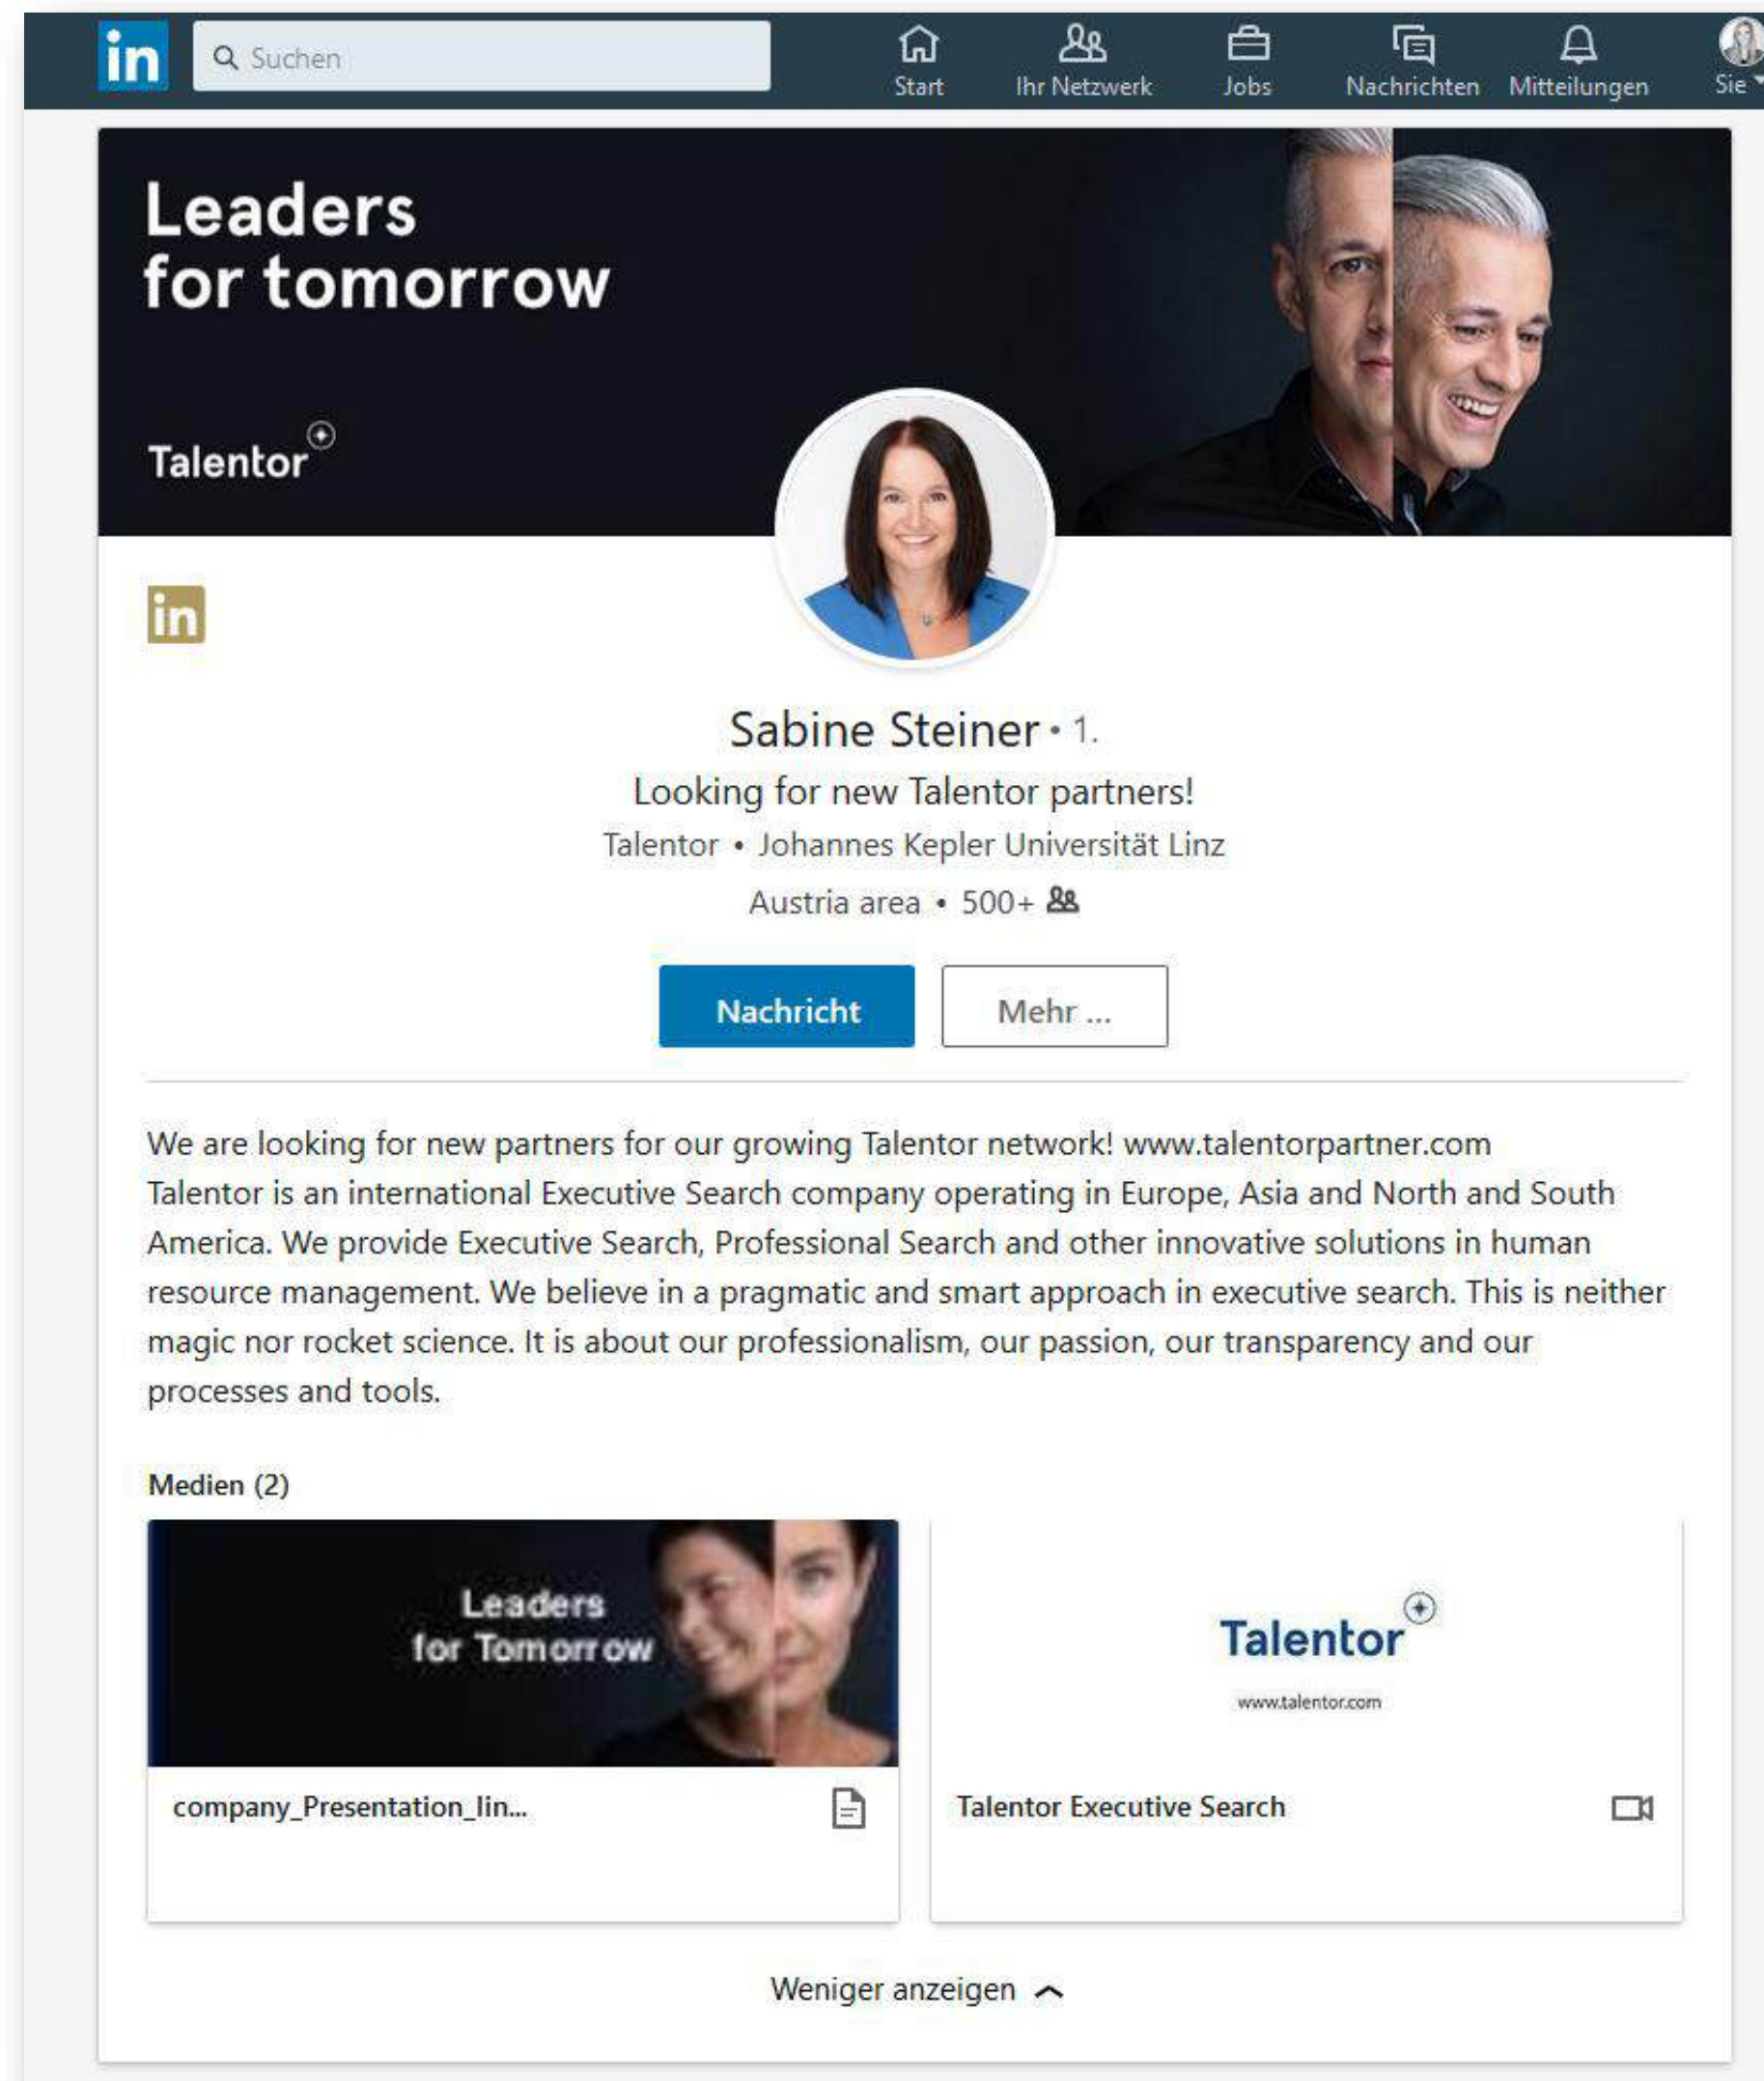 in
Suchen
Start
Ihr Netzwerk
Jobs
Nachrichten
Mitteilungen
Sie
Leaders
for tomorrow
Talentor
in
Sabine Steiner • 1.
Looking for new Talentor partners!
Talentor • Johannes Kepler Universität Linz
Austria area • 500+
Nachricht
Mehr ...
We are looking for new partners for our growing Talentor network! www.talentorpartner.com
Talentor is an international Executive Search company operating in Europe, Asia and North and South
America. We provide Executive Search, Professional Search and other innovative solutions in human
resource management. We believe in a pragmatic and smart approach in executive search. This is neither
magic nor rocket science. It is about our professionalism, our passion, our transparency and our
processes and tools.
Medien (2)
Leaders
for Tomorrow
company_Presentation_lin...
Talentor
www.talentor.com
Talentor Executive Search
Weniger anzeigen